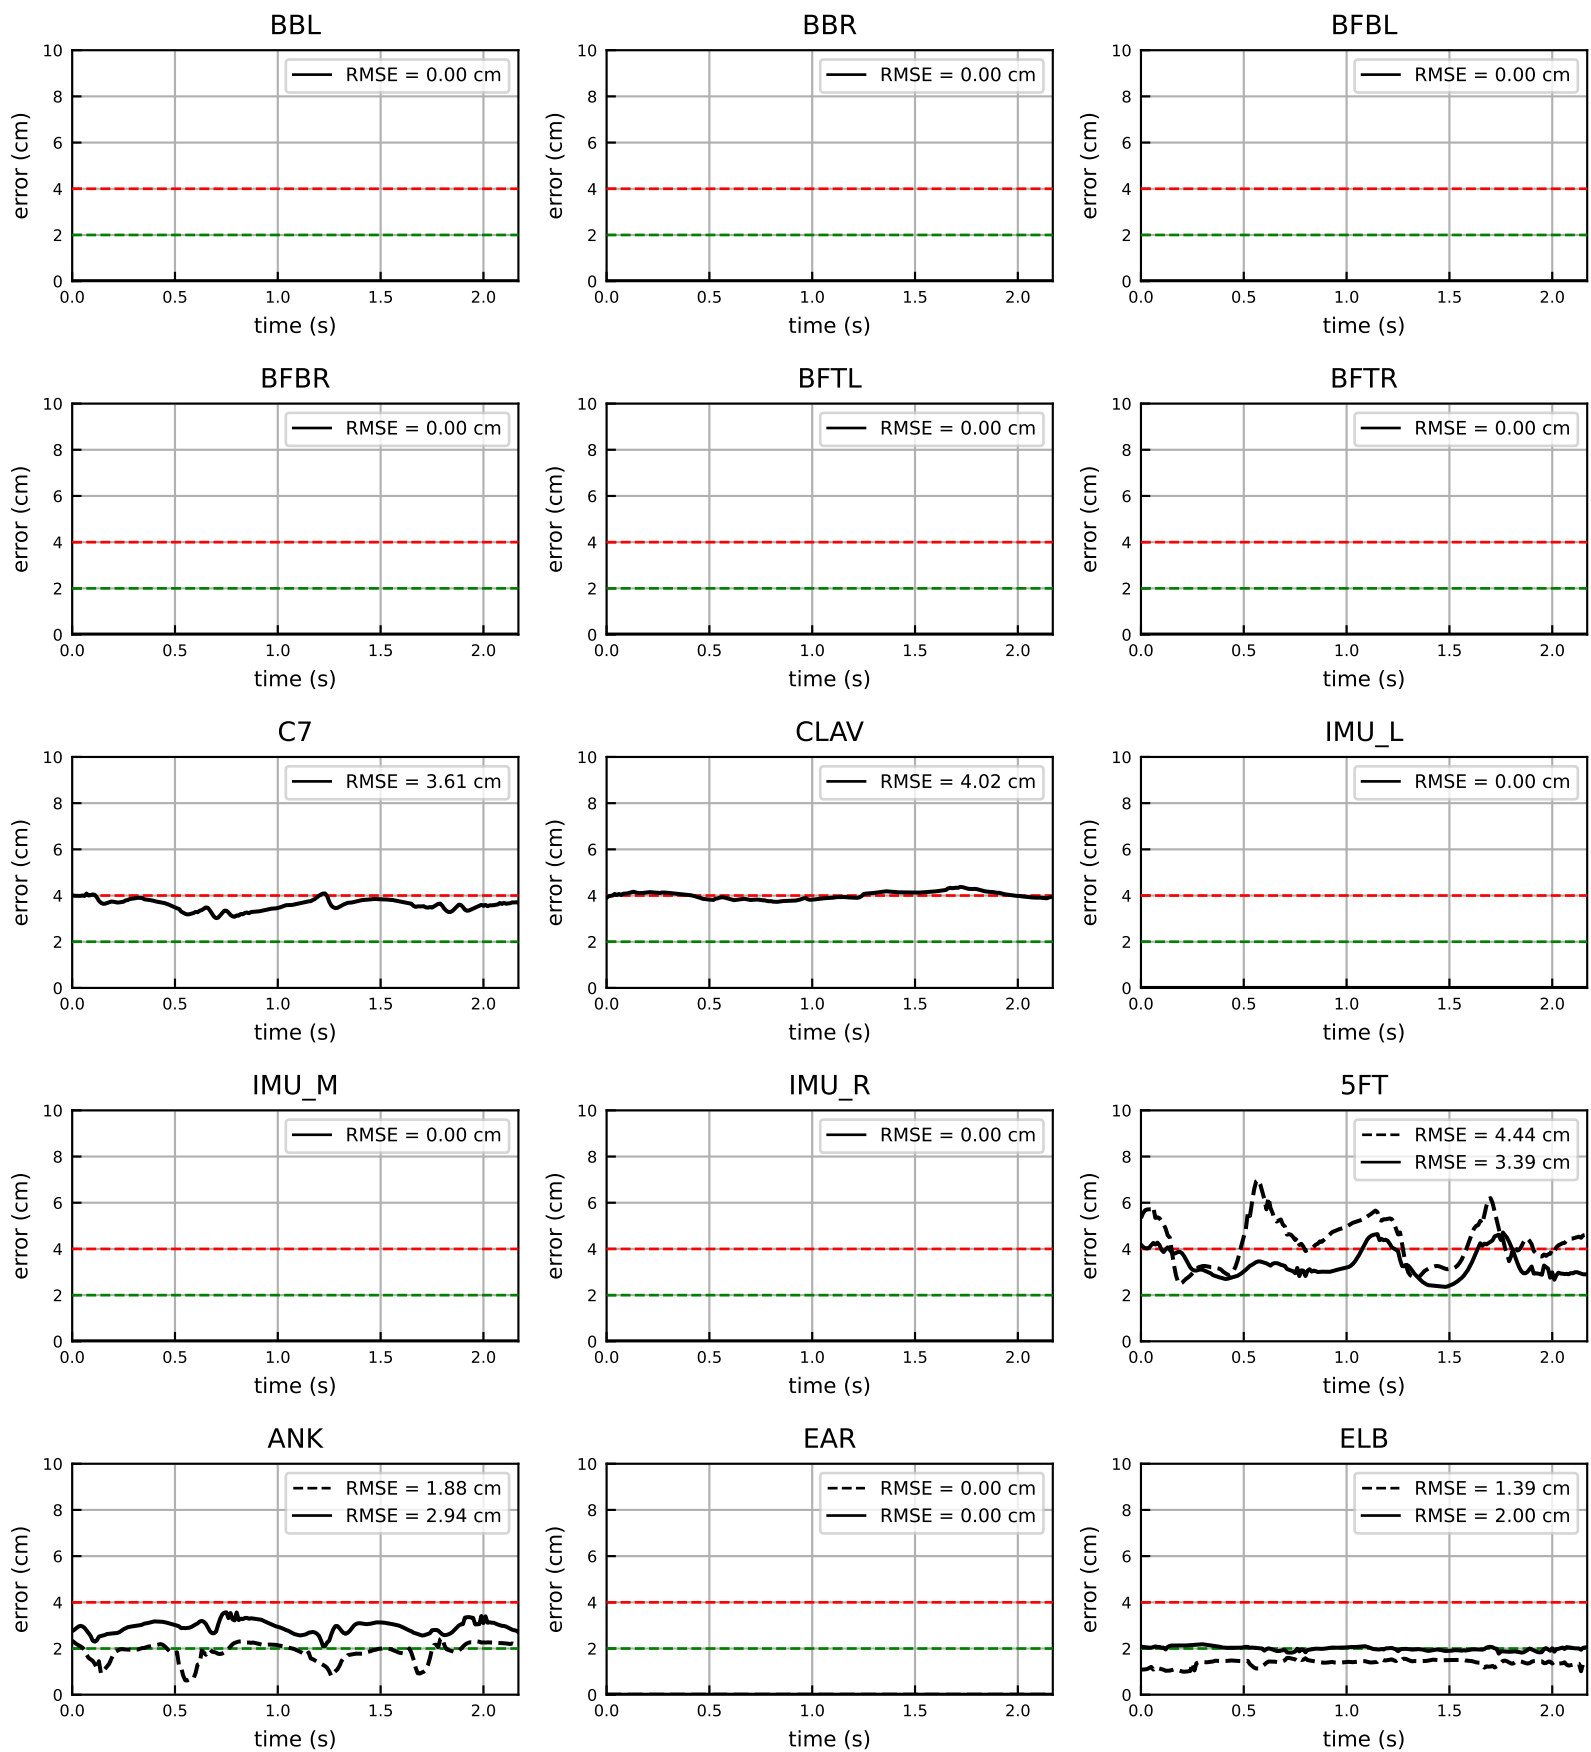 BBL
BBR
BFBL
RMSE = 0.00 cm
RMSE = 0.00 cm
RMSE = 0.00 cm
error (cm)
error (cm)
error (cm)
10
8
6
4
2
0
10
8
6
4
2
0
10
8
6
4
2
0
0.0 0.5 1.0 1.5 2.0
0.0 0.5 1.0 1.5 2.0
0.0 0.5 1.0 1.5 2.0
time (s)
time (s)
time (s)
BFBR
BFTL
BFTR
RMSE = 0.00 cm
RMSE = 0.00 cm
RMSE = 0.00 cm
error (cm)
error (cm)
error (cm)
10
8
6
4
2
0
10
8
6
4
2
0
10
8
6
4
2
0
0.0 0.5 1.0 1.5 2.0
0.0 0.5 1.0 1.5 2.0
0.0 0.5 1.0 1.5 2.0
time (s)
time (s)
time (s)
C7
CLAV
IMU_L
RMSE = 3.61 cm
RMSE = 4.02 cm
RMSE = 0.00 cm
error (cm)
error (cm)
error (cm)
10
8
6
4
2
0
10
8
6
4
2
0
10
8
6
4
2
0
0.0 0.5 1.0 1.5 2.0
0.0 0.5 1.0 1.5 2.0
0.0 0.5 1.0 1.5 2.0
time (s)
time (s)
time (s)
IMU_M
IMU_R
5FT
RMSE = 0.00 cm
RMSE = 0.00 cm
RMSE = 4.44 cm
RMSE = 3.39 cm
error (cm)
error (cm)
error (cm)
10
8
6
4
2
0
10
8
6
4
2
0
10
8
6
4
2
0
0.0 0.5 1.0 1.5 2.0
0.0 0.5 1.0 1.5 2.0
0.0 0.5 1.0 1.5 2.0
time (s)
time (s)
time (s)
ANK
EAR
ELB
RMSE = 1.88 cm
RMSE = 2.94 cm
RMSE = 0.00 cm
RMSE = 0.00 cm
RMSE = 1.39 cm
RMSE = 2.00 cm
error (cm)
error (cm)
error (cm)
10
8
6
4
2
0
10
8
6
4
2
0
10
8
6
4
2
0
0.0 0.5 1.0 1.5 2.0
0.0 0.5 1.0 1.5 2.0
0.0 0.5 1.0 1.5 2.0
time (s)
time (s)
time (s)